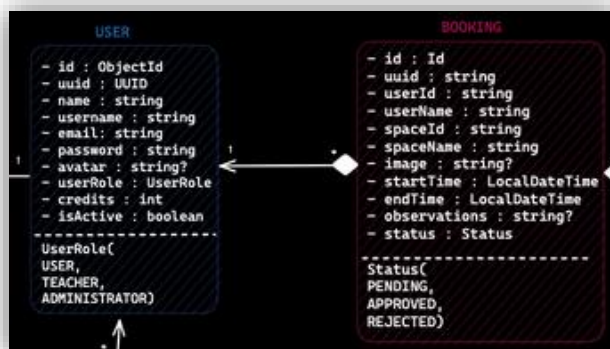 USER
- id : ObjectId
- uuid : UUID
- name : string
- username : string
- email: string
- password : string
- avatar : string?
- userRole : UserRole
- credits : int
- isActive : boolean
UserRole(
USER,
TEACHER,
ADMINISTRATOR)
1
1
*
*
BOOKING
- id : Id
- uuid : string
- userId : string
- userName : string
- spaceId : string
- spaceName : string
- image : string?
- startTime : LocalDateTime
- endTime : LocalDateTime
- observations : string?
- status : Status
Status(
PENDING,
APPROVED,
REJECTED)